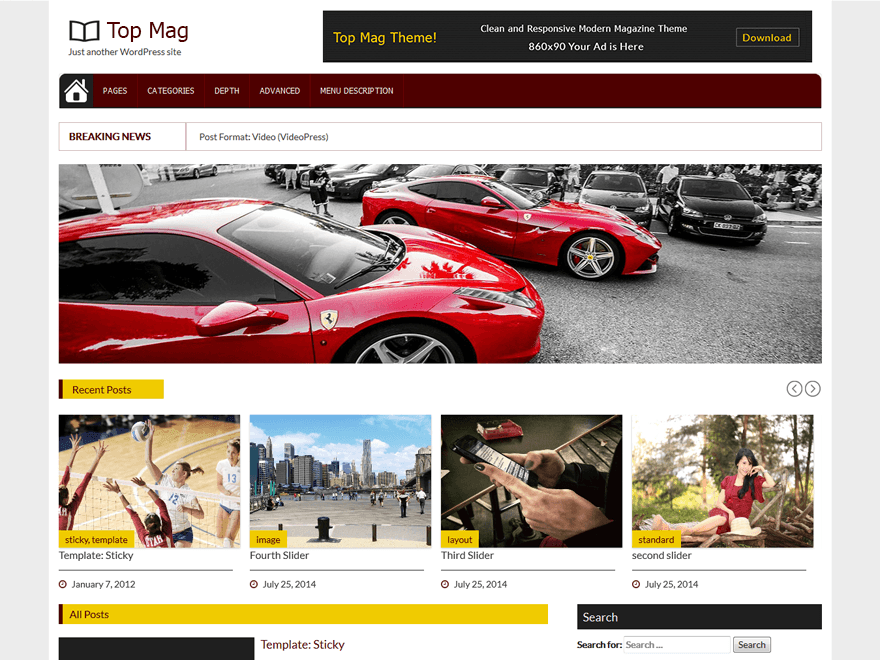 Top Mag
Just another WordPress site
Top Mag Theme!
Clean and Responsive Modern Magazine Theme
860x90 Your Ad is Here
Download
PAGES
CATEGORIES
DEPTH
ADVANCED
MENU DESCRIPTION
BREAKING NEWS
Post Format: Video (VideoPress)
Recent Posts
12
13
sticky, template
image
layout
standard
Template: Sticky
Fourth Slider
Third Slider
second slider
January 7, 2012
July 25, 2014
July 25, 2014
July 25, 2014
All Posts
Search
Template: Sticky
Search for:
Search ...
Search